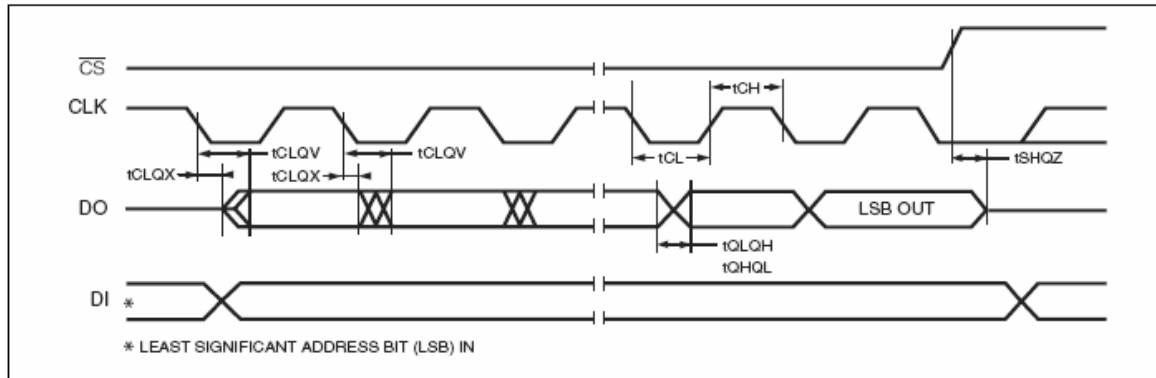 CS
CLK
tCH
tCLQV
tCLQV
tCL
tSHQZ
tCLQX
tCLQX
DO
LSB OUT
tQLQH
tQHQL
DI *
* LEAST SIGNIFICANT ADDRESS BIT (LSB) IN